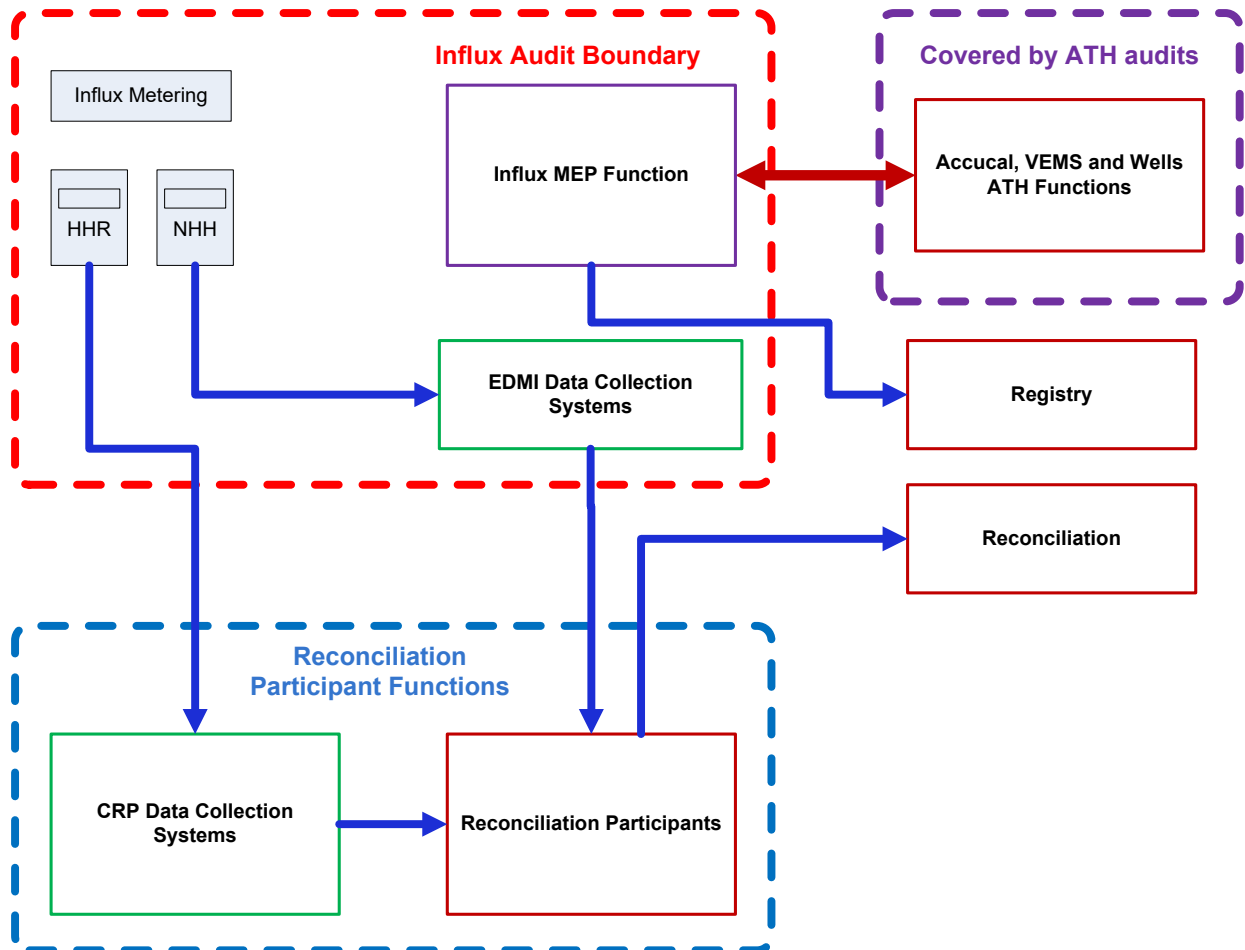 Influx Audit Boundary
Covered by ATH audits
Influx Metering
Influx MEP Function
Accucal, VEMS and Wells
ATH Functions
HHR
NHH
EDMI Data Collection
Systems
Registry
Reconciliation
Reconciliation
Participant Functions
CRP Data Collection
Systems
Reconciliation Participants